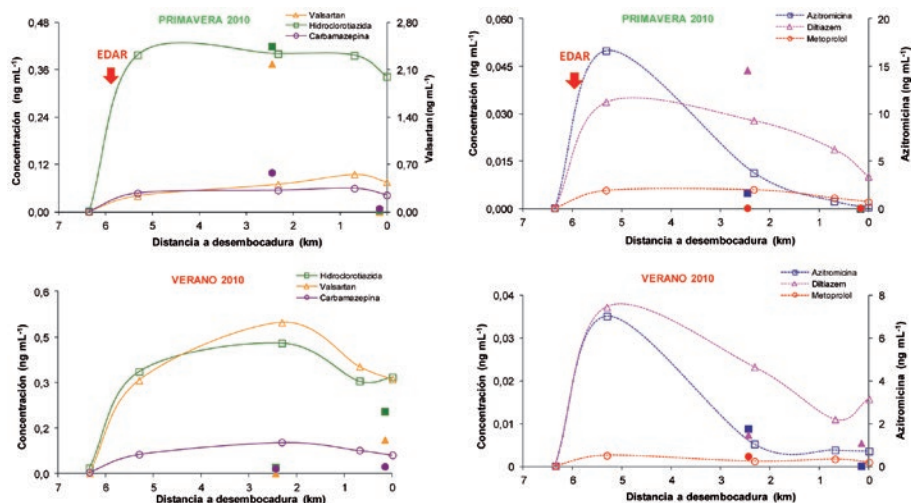 PRIMAVERA 2010
Valsartan
Hidroclorotiazida
Carbamazepina
EDAR
Concentración (ng mL⁻¹)
0,48
0,36
0,24
0,12
0,00
2,80
2,10
1,40
0,70
0,00
Valsartan (ng mL⁻¹)
7 6 5 4 3 2 1 0
Distancia a desembocadura (km)
PRIMAVERA 2010
Azitromicina
Diltiazem
Metoprolol
EDAR
Concentración (ng mL⁻¹)
0,060
0,045
0,030
0,015
0,000
20
15
10
5
0
Azitromicina (ng mL⁻¹)
7 6 5 4 3 2 1 0
Distancia a desembocadura (km)
VERANO 2010
Hidroclorotiazida
Valsartan
Carbamazepina
Concentración (ng mL⁻¹)
0,6
0,5
0,3
0,2
0,0
7 6 5 4 3 2 1 0
Distancia a desembocadura (km)
VERANO 2010
Azitromicina
Diltiazem
Metoprolol
Concentración (ng mL⁻¹)
0,04
0,03
0,02
0,01
0
8
6
4
2
0
Azitromicina (ng mL⁻¹)
7 6 5 4 3 2 1 0
Distancia a desembocadura (km)